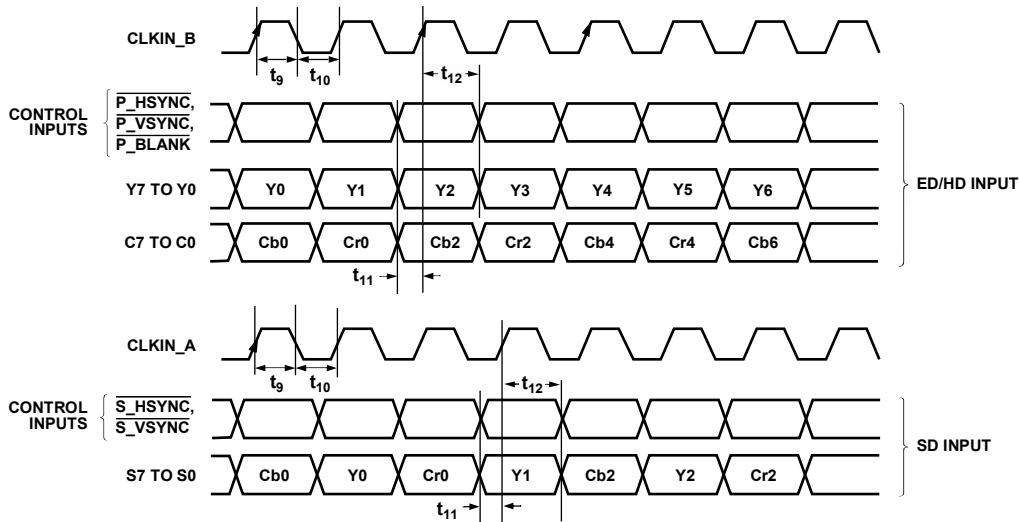 CLKIN_B
t9
t10
t12
CONTROL
INPUTS
P_HSYNC,
P_VSYNC,
P_BLANK
Y7 TO Y0
Y0
Y1
Y2
Y3
Y4
Y5
Y6
ED/HD INPUT
C7 TO C0
Cb0
Cr0
Cb2
Cr2
Cb4
Cr4
Cb6
t11
CLKIN_A
t9
t10
t12
CONTROL
INPUTS
S_HSYNC,
S_VSYNC
SD INPUT
S7 TO S0
Cb0
Y0
Cr0
Y1
Cb2
Y2
Cr2
t11